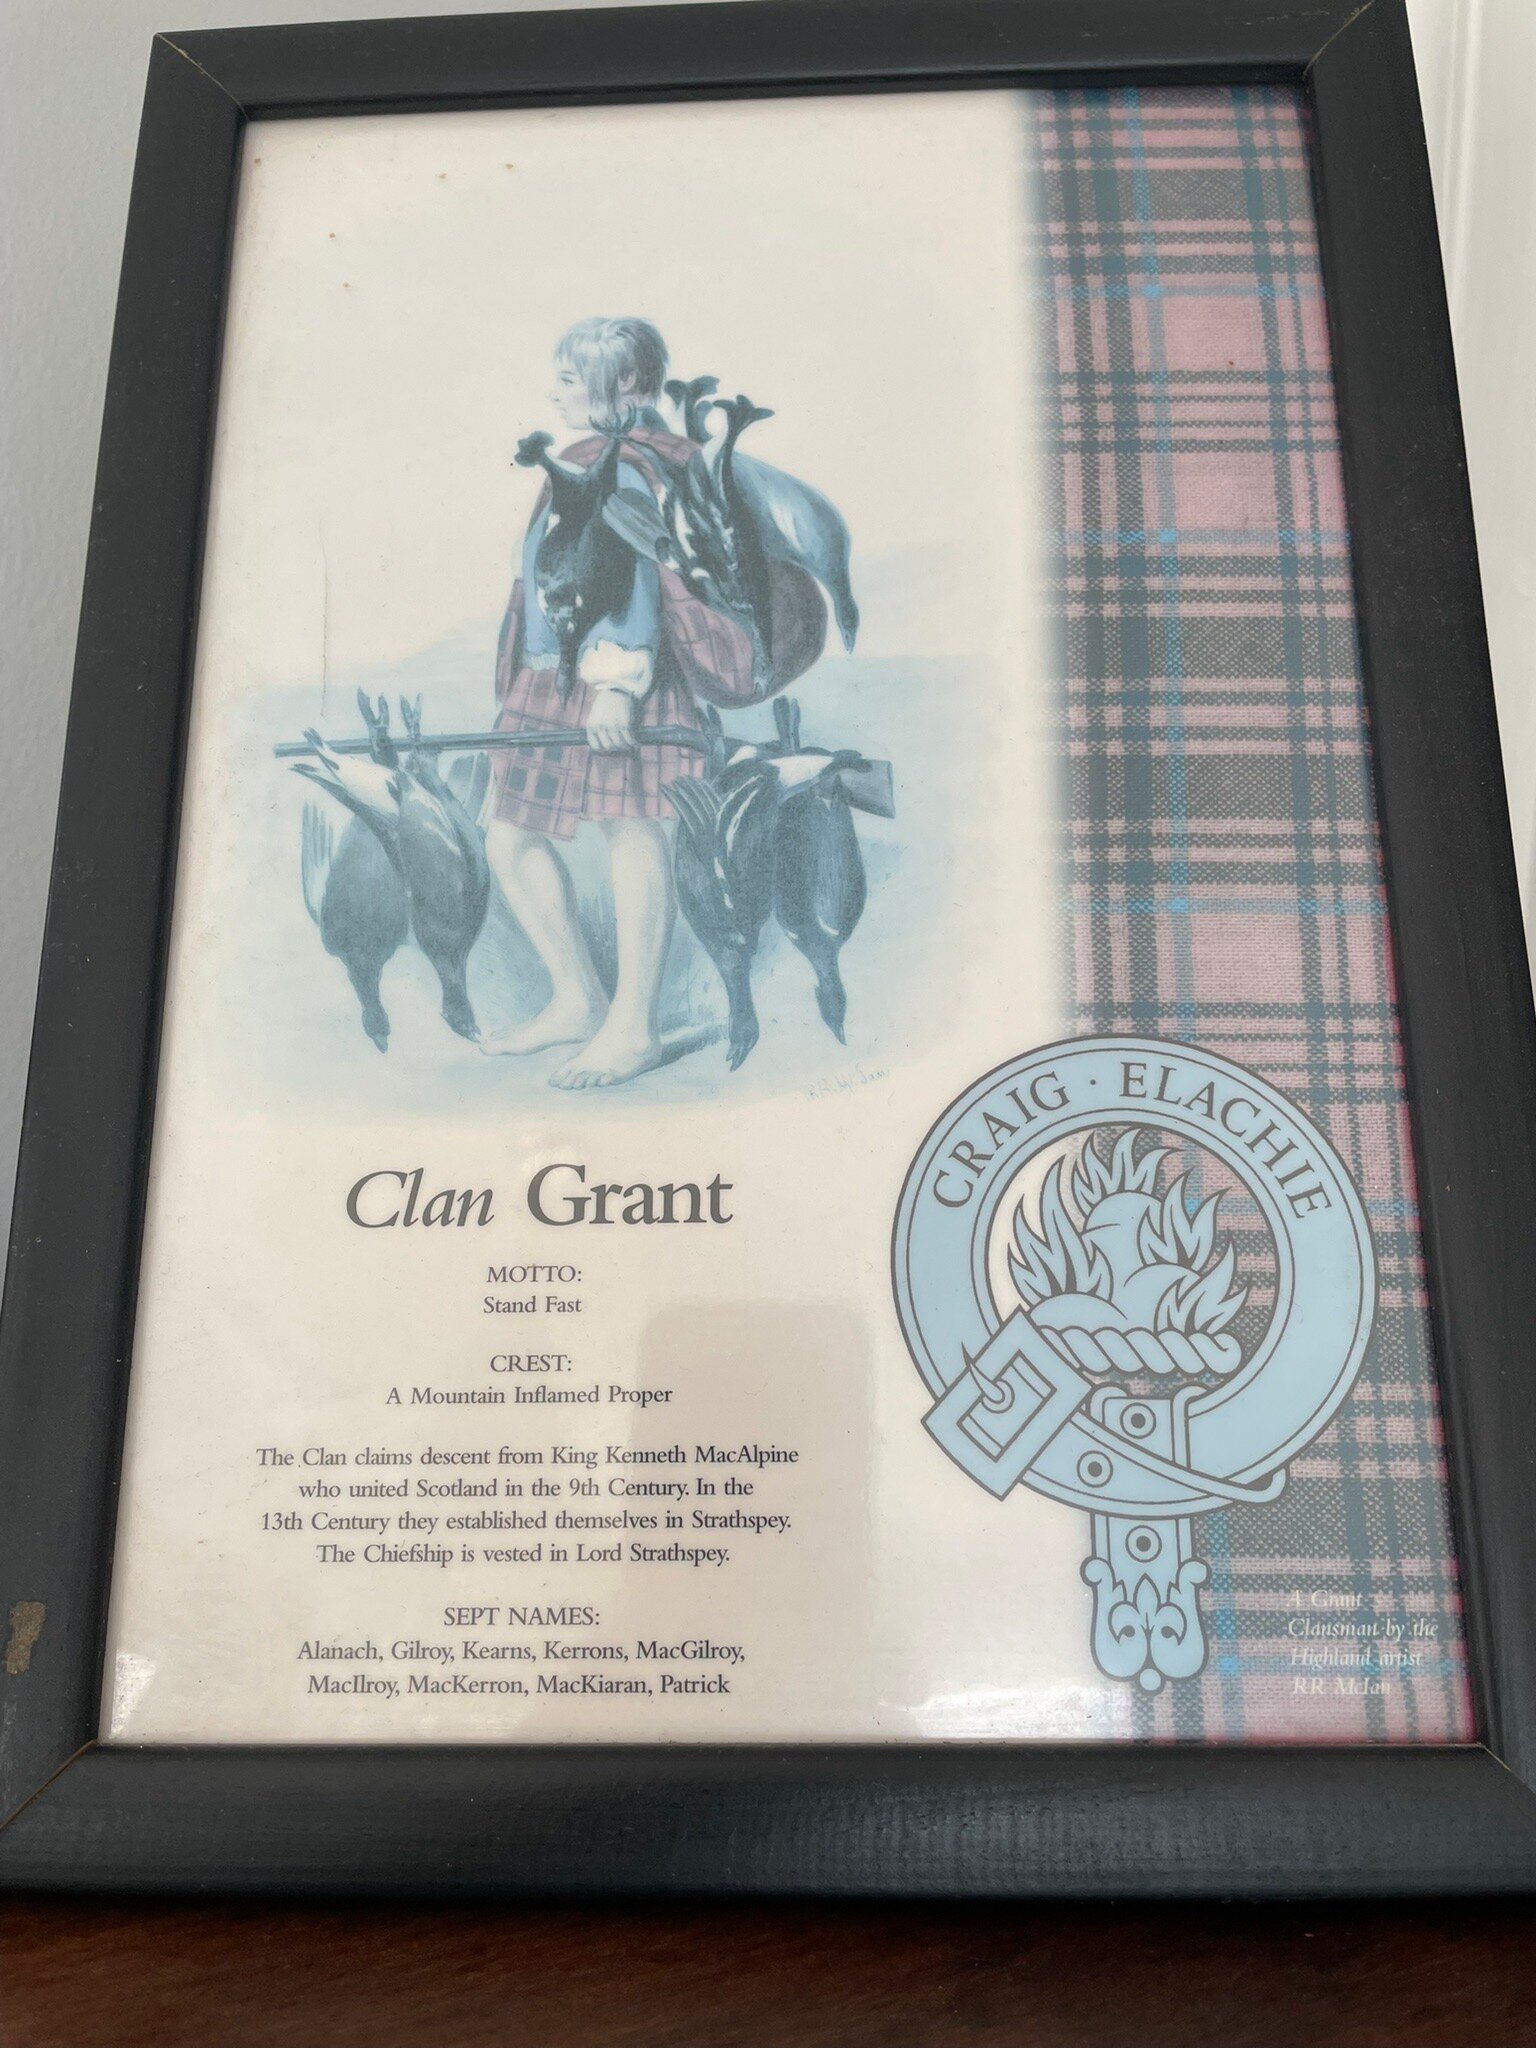 Clan Grant
MOTTO:
Stand Fast
CREST:
A Mountain Inflamed Proper
The Clan claims descent from King Kenneth MacAlpine
who united Scotland in the 9th Century. In the
13th Century they established themselves in Strathspey.
The Chiefship is vested in Lord Strathspey.
SEPT NAMES:
Alanach, Gilroy, Kearns, Kerrons, MacGilroy,
MacIlroy, MacKerron, MacKiaran, Patrick
CRAIG · ELACHIE
A Grant
Clansman by the
Highland artist
RR McIan